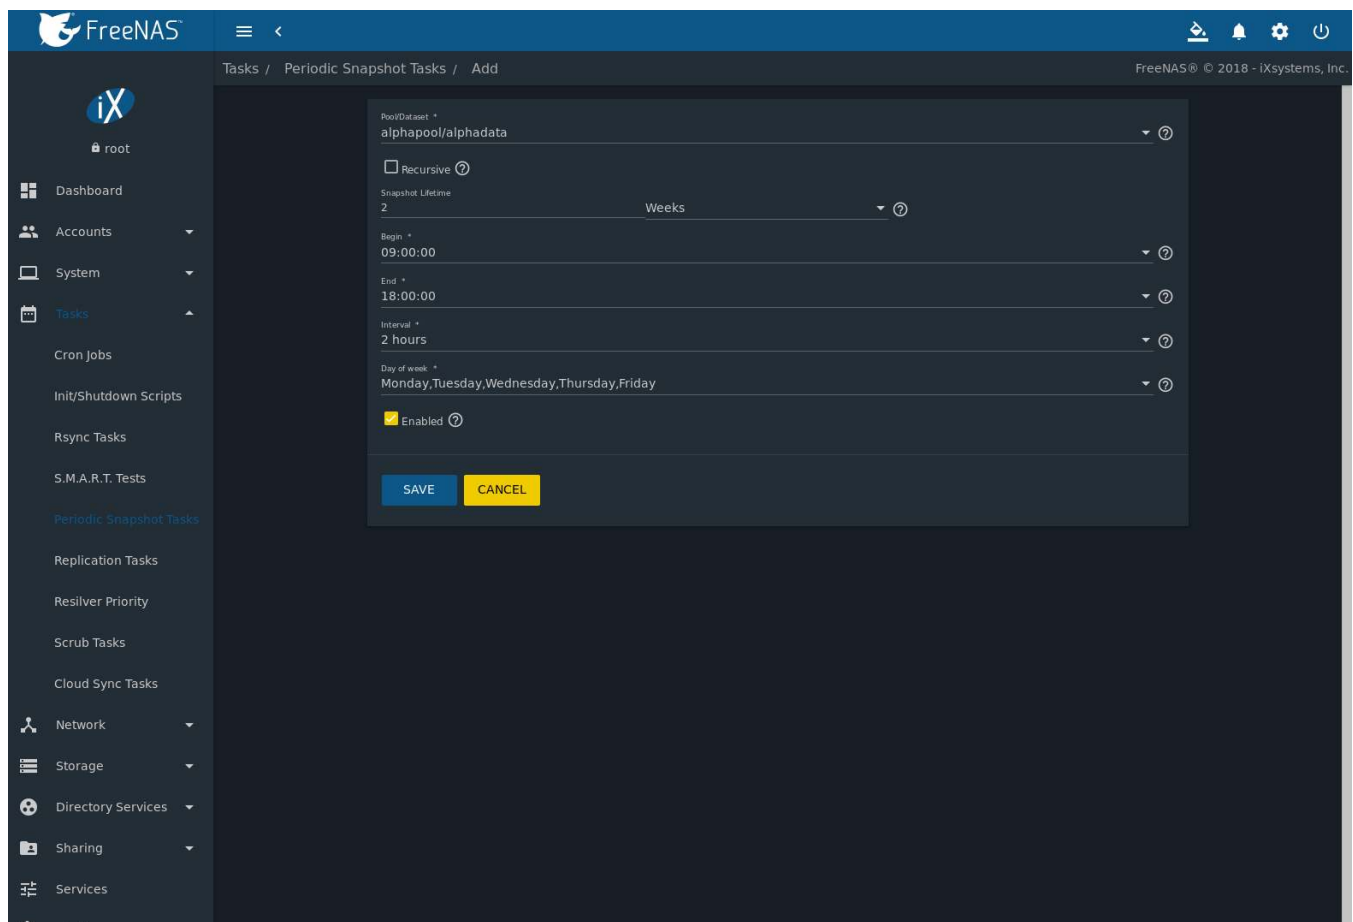 FreeNAS
Tasks / Periodic Snapshot Tasks / Add
FreeNAS® © 2018 - iXsystems, Inc.
iX
root
Dashboard
Accounts
System
Tasks
Cron Jobs
Init/Shutdown Scripts
Rsync Tasks
S.M.A.R.T. Tests
Periodic Snapshot Tasks
Replication Tasks
Resilver Priority
Scrub Tasks
Cloud Sync Tasks
Network
Storage
Directory Services
Sharing
Services
Pool/Dataset *
alphapool/alphadata
Recursive
Snapshot Lifetime
2 Weeks
Begin *
09:00:00
End *
18:00:00
Interval *
2 hours
Day of week *
Monday,Tuesday,Wednesday,Thursday,Friday
Enabled
SAVE CANCEL